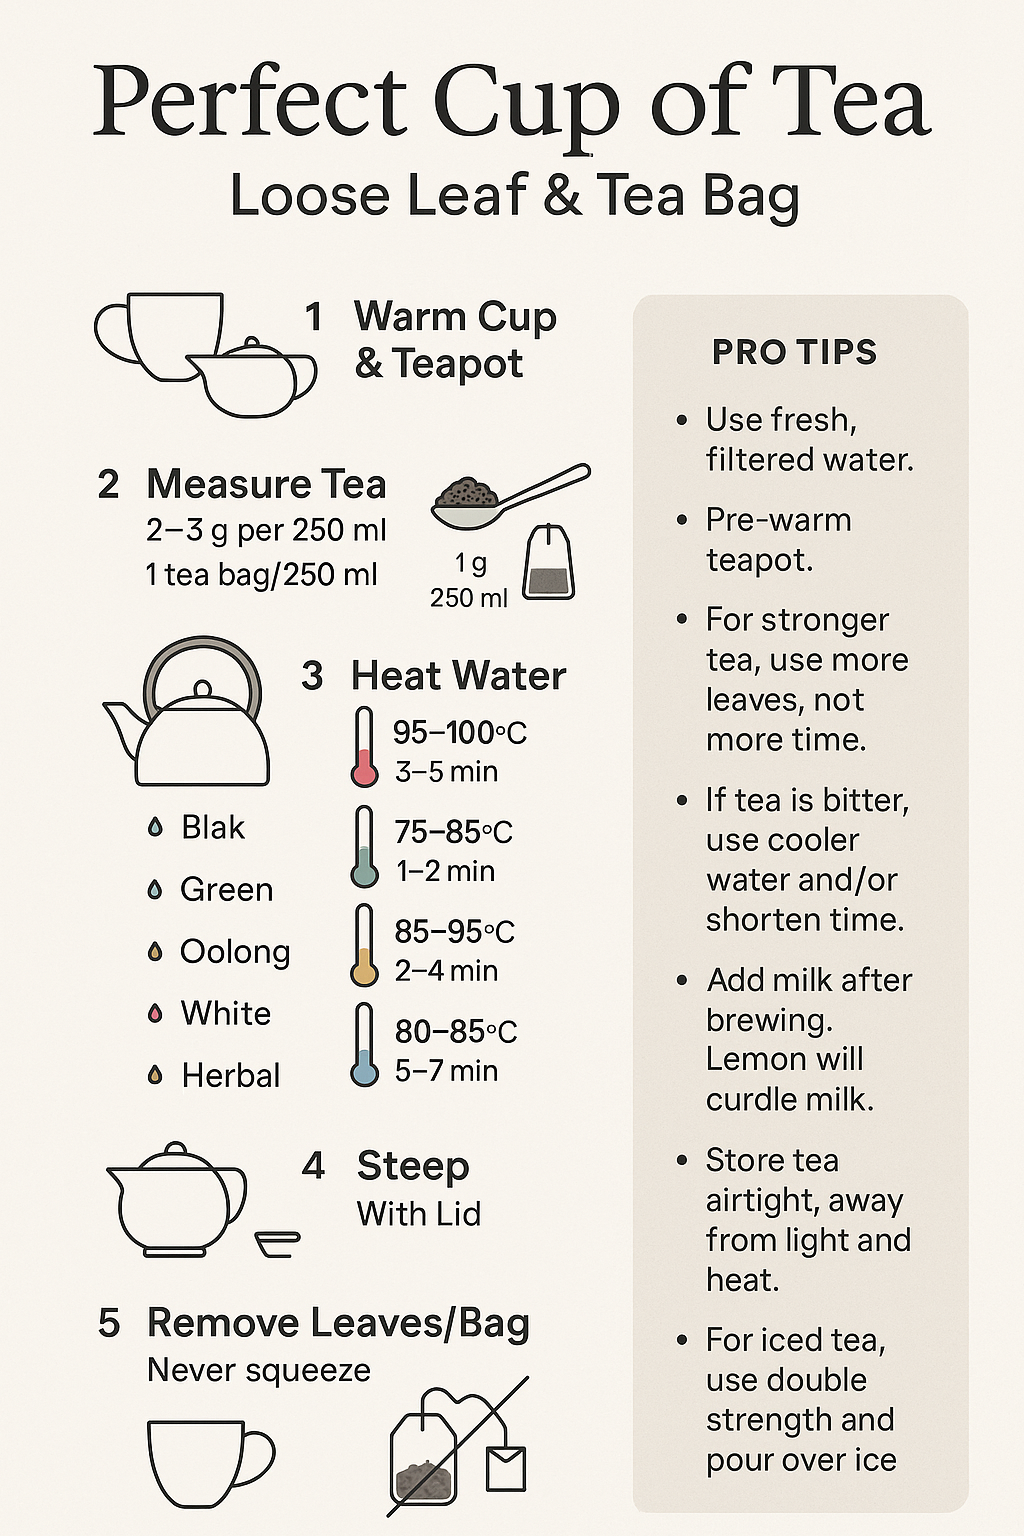 Perfect Cup of Tea
Loose Leaf & Tea Bag
1 Warm Cup
& Teapot
2 Measure Tea
2–3 g per 250 ml
1 tea bag/250 ml
1 g
250 ml
3 Heat Water
95–100°C
3–5 min
75–85°C
1–2 min
85–95°C
2–4 min
80–85°C
5–7 min
Blak
Green
Oolong
White
Herbal
4 Steep
With Lid
5 Remove Leaves/Bag
Never squeeze
PRO TIPS
• Use fresh,
filtered water.
• Pre-warm
teapot.
• For stronger
tea, use more
leaves, not
more time.
• If tea is bitter,
use cooler
water and/or
shorten time.
• Add milk after
brewing.
Lemon will
curdle milk.
• Store tea
airtight, away
from light and
heat.
• For iced tea,
use double
strength and
pour over ice